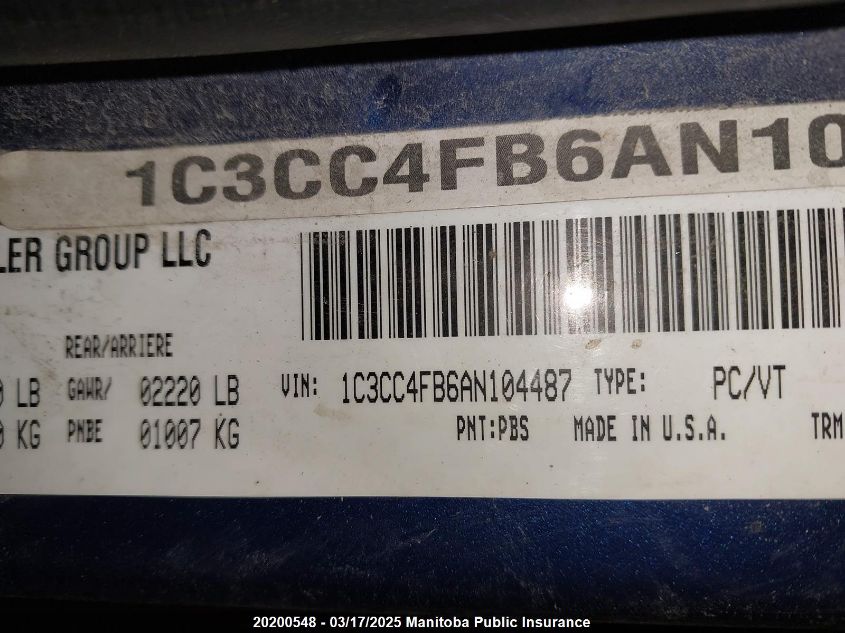 1C3CC4FB6AN10
LER GROUP LLC
REAR/ARRIERE
LB GAWR/ 02220 LB VIN: 1C3CC4FB6AN104487 TYPE: PC/VT
KG PNBE 01007 KG PNT:PBS MADE IN U.S.A. TRM
20200548 - 03/17/2025 Manitoba Public Insurance